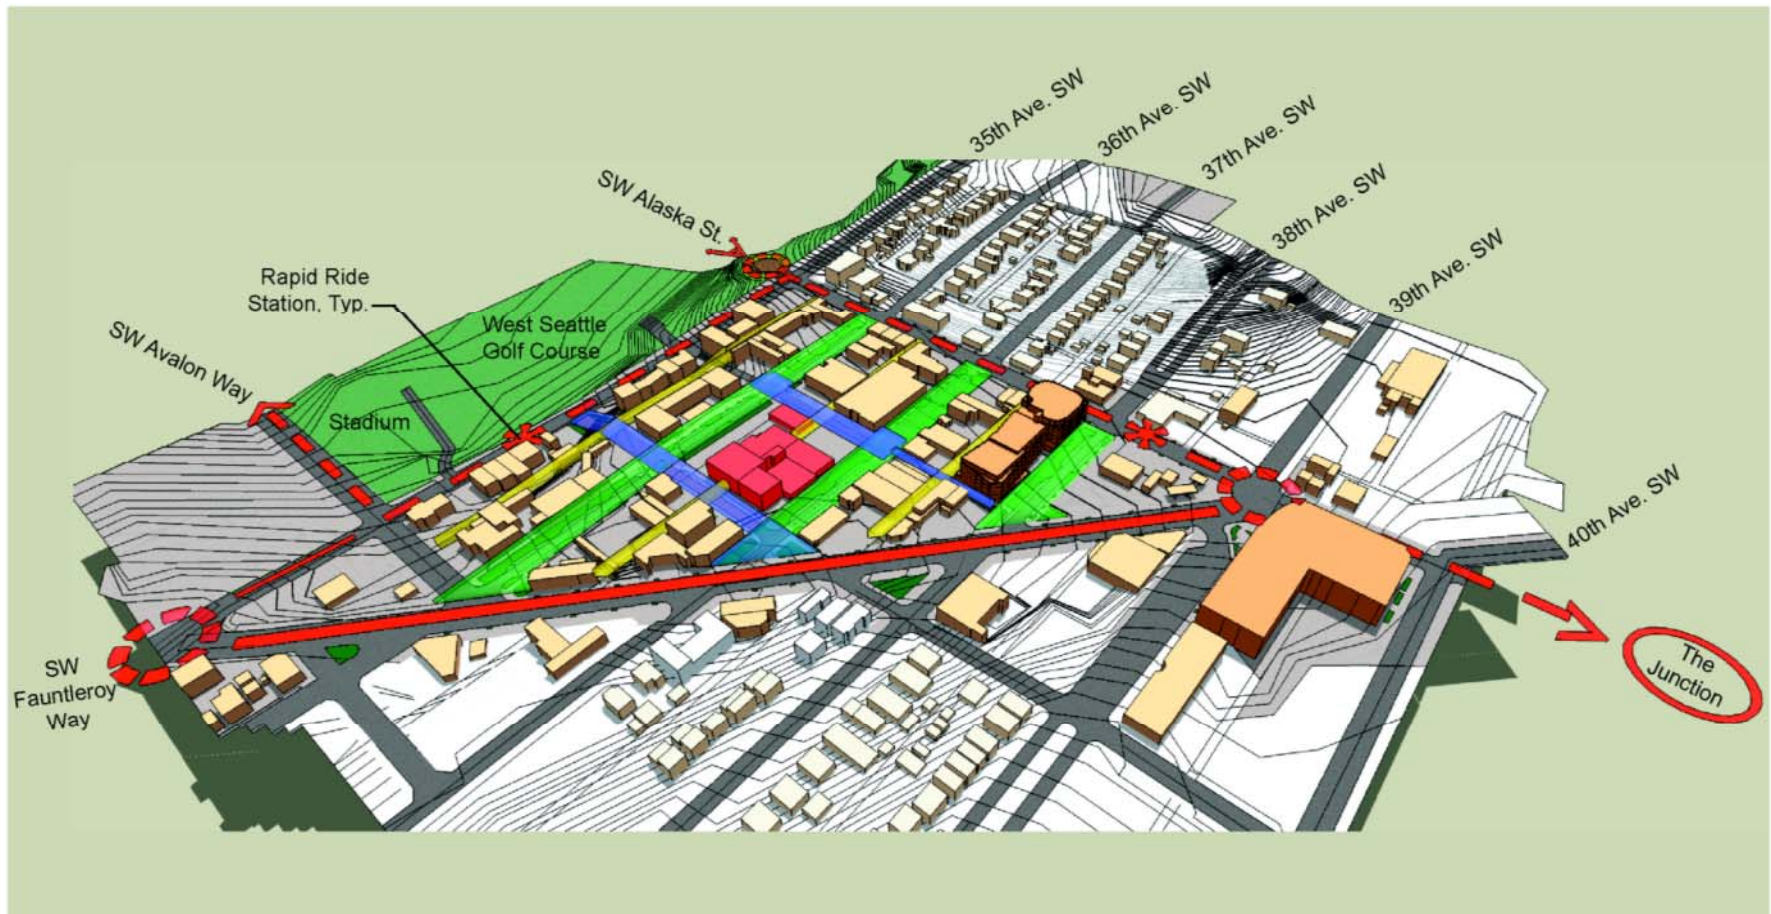 35th Ave. SW
36th Ave. SW
37th Ave. SW
38th Ave. SW
39th Ave. SW
40th Ave. SW
SW Alaska St.
Rapid Ride
Station, Typ.
West Seattle
Golf Course
SW Avalon Way
Stadium
SW
Fauntleroy
Way
The
Junction